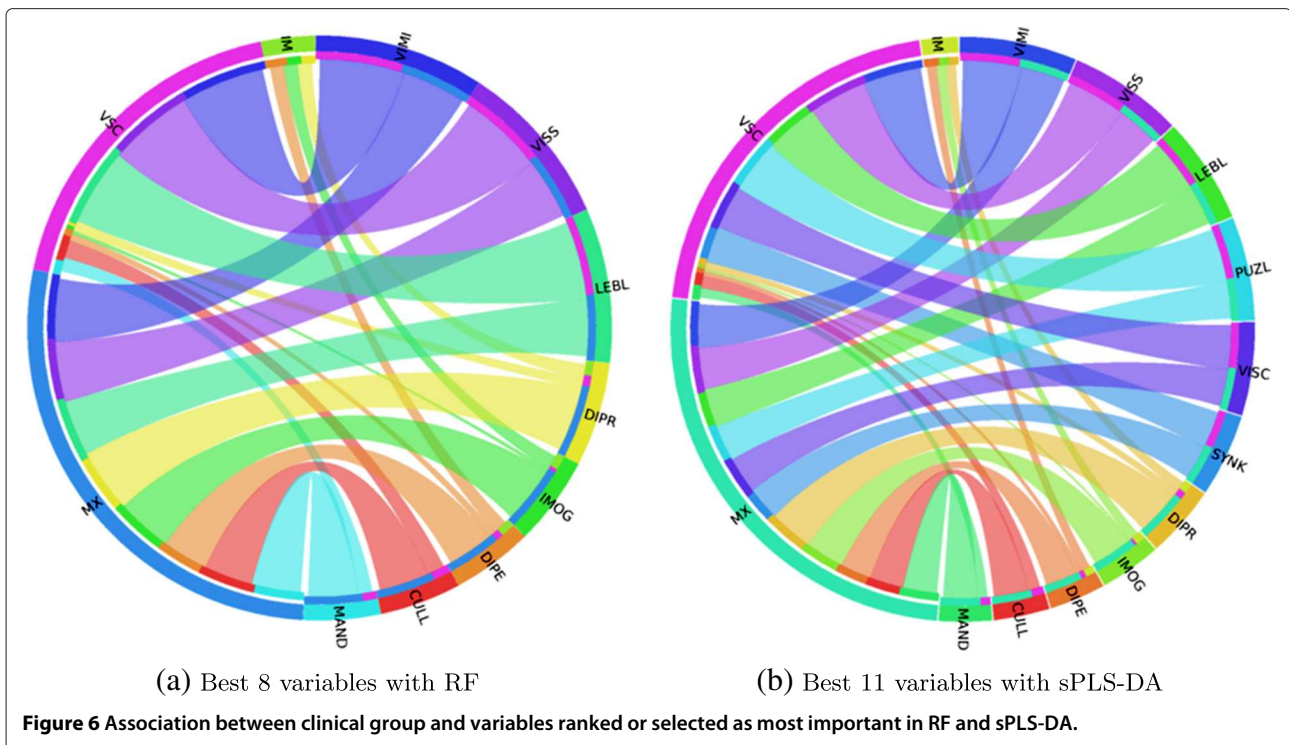 IM
VIMI
VISS
LEBL
DIPR
IMOG
DIPE
CULL
MAND
MX
VSC
IM
VIMI
VISS
LEBL
PUZL
VISC
SYNK
DIPR
IMOG
DIPE
CULL
MAND
MX
VSC
(a) Best 8 variables with RF
(b) Best 11 variables with sPLS-DA
Figure 6 Association between clinical group and variables ranked or selected as most important in RF and sPLS-DA.